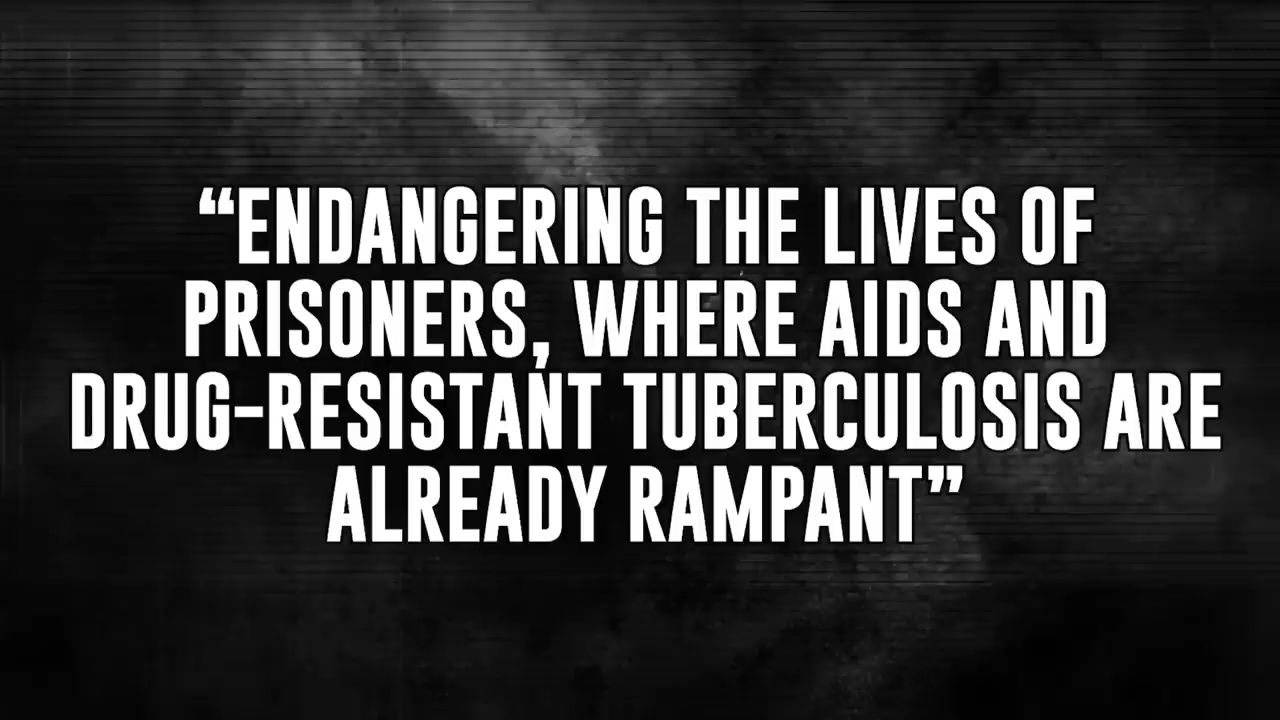 “ENDANGERING THE LIVES OF
PRISONERS, WHERE AIDS AND
DRUG-RESISTANT TUBERCULOSIS ARE
ALREADY RAMPANT”